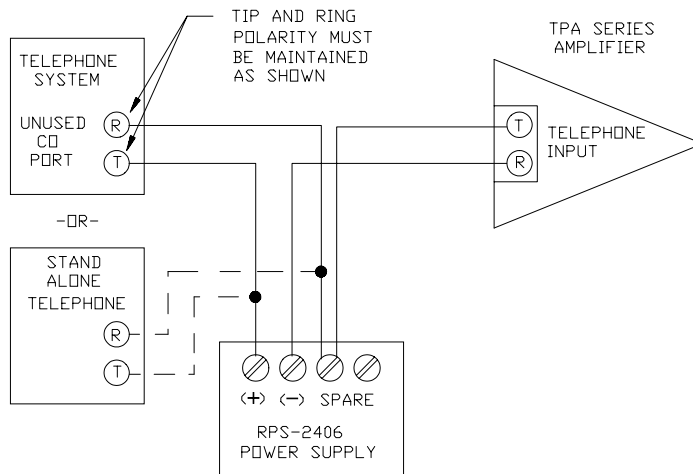 TIP AND RING
POLARITY MUST
BE MAINTAINED
AS SHOWN
TPA SERIES
AMPLIFIER
TELEPHONE
SYSTEM
UNUSED
CO
PORT
R
T
T
R
TELEPHONE
INPUT
-OR-
STAND
ALONE
TELEPHONE
R
T
(+) (-) SPARE
RPS-2406
POWER SUPPLY